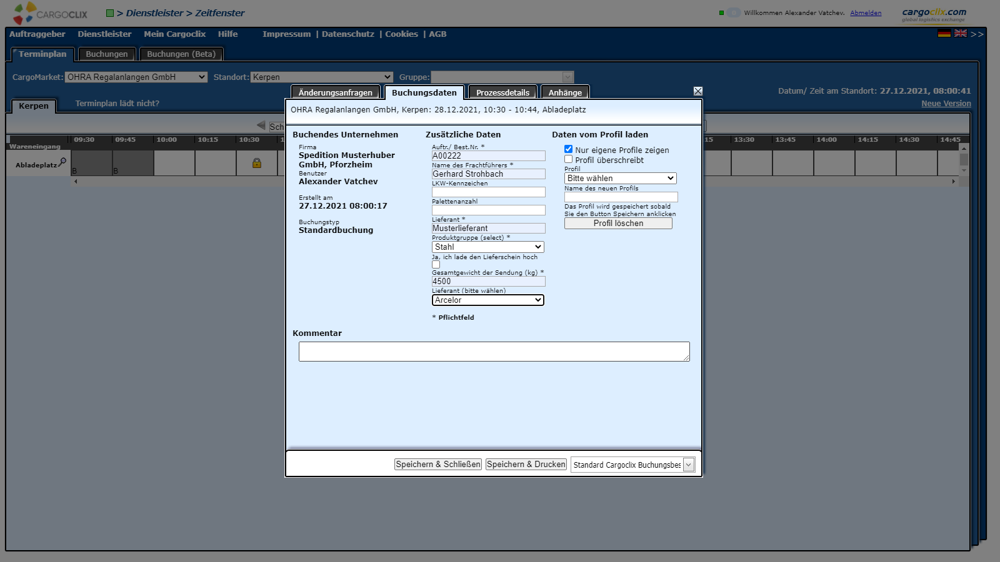 CARGOCLIX
> Dienstleister > Zeitfenster
Willkommen Alexander Vatchev. Abmelden
cargoclix.com
global logistics exchange
Auftraggeber Dienstleister Mein Cargoclix Hilfe Impressum | Datenschutz | Cookies | AGB
>>
Terminplan Buchungen Buchungen (Beta)
CargoMarket: OHRA Regalanlangen GmbH Standort: Kerpen Gruppe:
Datum/ Zeit am Standort: 27.12.2021, 08:00:41
Neue Version
Kerpen Terminplan lädt nicht?
Sch
09:30 09:45 10:00 10:15 10:30 1 15 13:30 13:45 14:00 14:15 14:30 14:45
Wareneingang
Abladeplatz
B B
Änderungsanfragen Buchungsdaten Prozessdetails Anhänge
OHRA Regalanlangen GmbH, Kerpen: 28.12.2021, 10:30 - 10:44, Abladeplatz
Buchendes Unternehmen
Firma
Spedition Musterhuber
GmbH, Pforzheim
Benutzer
Alexander Vatchev
Erstellt am
27.12.2021 08:00:17
Buchungstyp
Standardbuchung
Zusätzliche Daten
Auftr./ Best.Nr. *
A00222
Name des Frachtführers *
Gerhard Strohbach
LKW-Kennzeichen
Palettenanzahl
Lieferant *
Musterlieferant
Produktgruppe (select) *
Stahl
Ja, ich lade den Lieferschein hoch
Gesamtgewicht der Sendung (kg) *
4500
Lieferant (bitte wählen)
Arcelor
* Pflichtfeld
Daten vom Profil laden
Nur eigene Profile zeigen
Profil überschreibt
Profil
Bitte wählen
Name des neuen Profils
Das Profil wird gespeichert sobald
Sie den Button Speichern anklicken
Profil löschen
Kommentar
Speichern & Schließen Speichern & Drucken Standard Cargoclix Buchungsbes